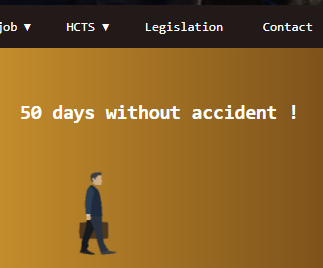 job ▼ HCTS ▼ Legislation Contact
50 days without accident !